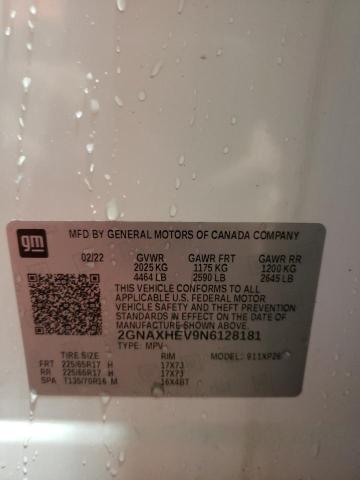 gm
MFD BY GENERAL MOTORS OF CANADA COMPANY
02/22 GVWR GAWR FRT GAWR RR
2025 KG 1175 KG 1200 KG
4464 LB 2590 LB 2645 LB
THIS VEHICLE CONFORMS TO ALL
APPLICABLE U.S. FEDERAL MOTOR
VEHICLE SAFETY AND THEFT PREVENTION
STANDARDS IN EFFECT ON THE DATE OF
MANUFACTURE SHOWN ABOVE.
2GNAXHEV9N6128181
TYPE: MPV MODEL: 911XP26
TIRE SIZE RIM
FRT 225/65R17 H 17X7J
RR 225/65R17 H 17X7J
SPA T135/70R16 M 16X4BT